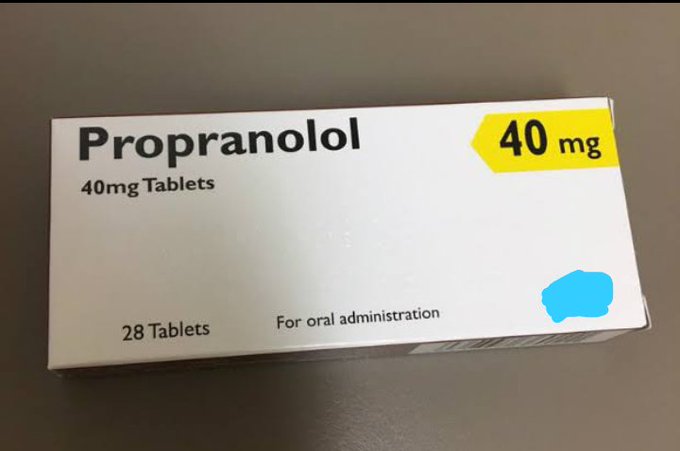 Propranolol
40 mg
40mg Tablets
28 Tablets
For oral administration